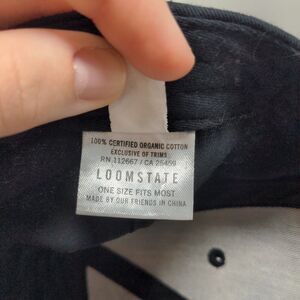 100% CERTIFIED ORGANIC COTTON
EXCLUSIVE OF TRIMS
RN 112667 / CA 25459
LOOMSTATE
ONE SIZE FITS MOST
MADE BY OUR FRIENDS IN CHINA